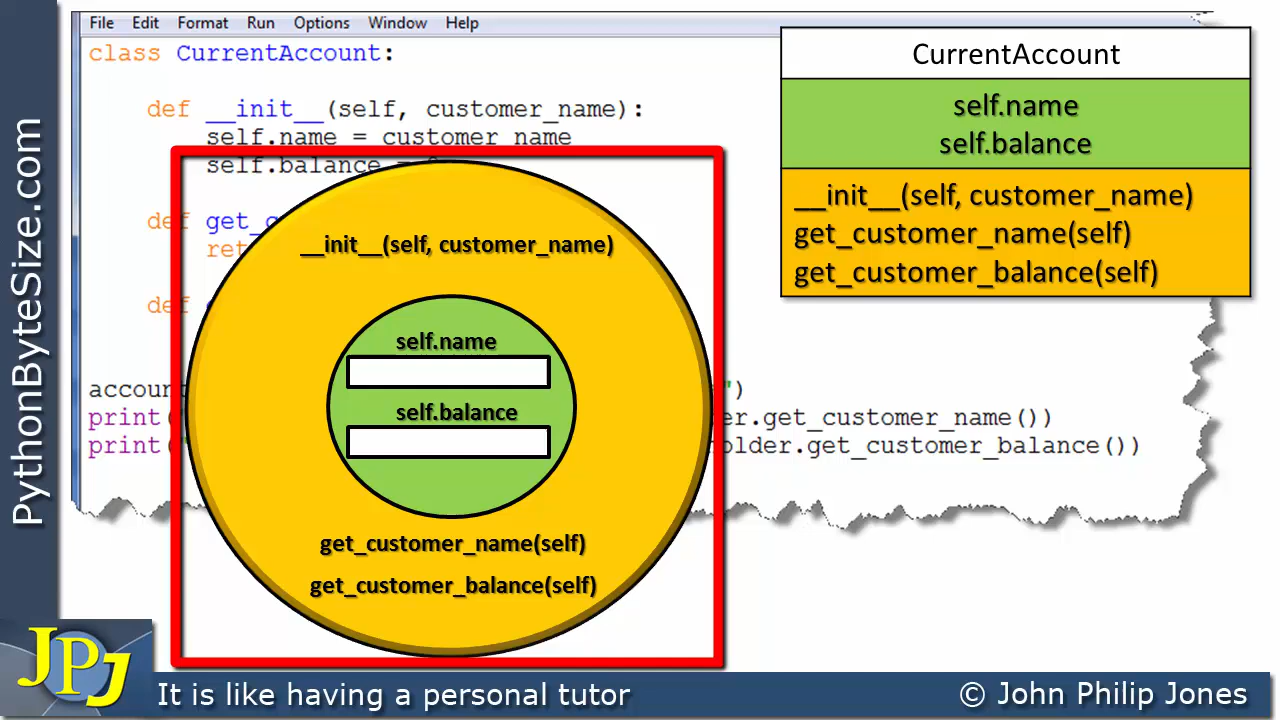 File Edit Format Run Options Window Help
class CurrentAccount:
def __init__(self, customer_name):
self.name = customer_name
self.balance =
def get_c
ret
def
accoun ")
print( er.get_customer_name())
print( older.get_customer_balance())
CurrentAccount
self.name
self.balance
__init__(self, customer_name)
get_customer_name(self)
get_customer_balance(self)
__init__(self, customer_name)
self.name
self.balance
get_customer_name(self)
get_customer_balance(self)
PythonByteSize.com
JPJ
It is like having a personal tutor
© John Philip Jones